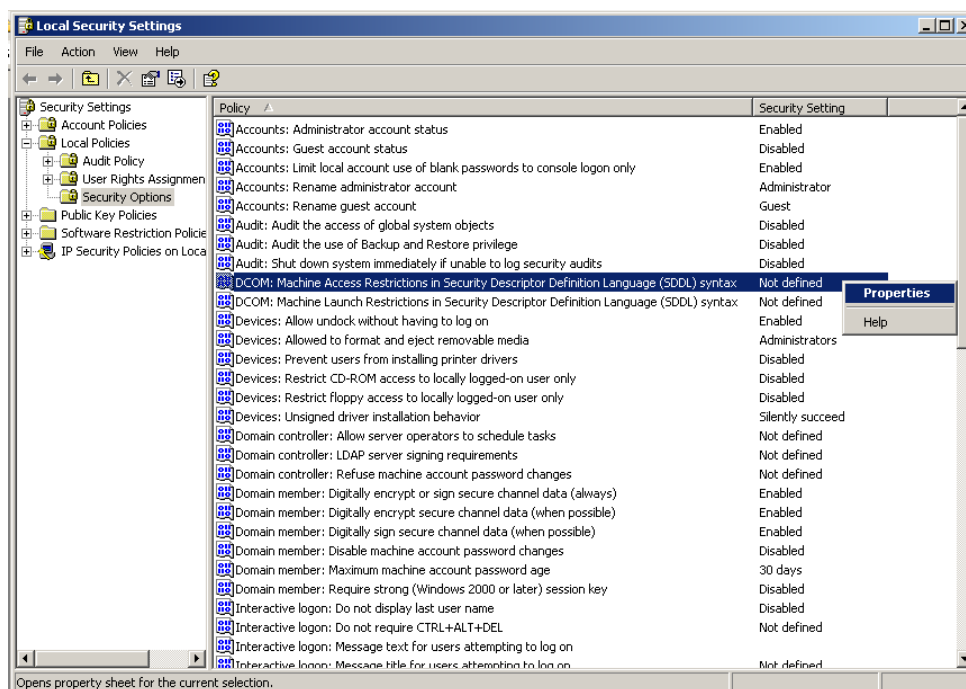 Local Security Settings
File Action View Help
Security Settings
Account Policies
Local Policies
Audit Policy
User Rights Assignmen
Security Options
Public Key Policies
Software Restriction Policie
IP Security Policies on Loca
Policy Security Setting
Accounts: Administrator account status Enabled
Accounts: Guest account status Disabled
Accounts: Limit local account use of blank passwords to console logon only Enabled
Accounts: Rename administrator account Administrator
Accounts: Rename guest account Guest
Audit: Audit the access of global system objects Disabled
Audit: Audit the use of Backup and Restore privilege Disabled
Audit: Shut down system immediately if unable to log security audits Disabled
DCOM: Machine Access Restrictions in Security Descriptor Definition Language (SDDL) syntax Not defined
Properties
DCOM: Machine Launch Restrictions in Security Descriptor Definition Language (SDDL) syntax Not defined
Devices: Allow undock without having to log on Enabled
Help
Devices: Allowed to format and eject removable media Administrators
Devices: Prevent users from installing printer drivers Disabled
Devices: Restrict CD-ROM access to locally logged-on user only Disabled
Devices: Restrict floppy access to locally logged-on user only Disabled
Devices: Unsigned driver installation behavior Silently succeed
Domain controller: Allow server operators to schedule tasks Not defined
Domain controller: LDAP server signing requirements Not defined
Domain controller: Refuse machine account password changes Not defined
Domain member: Digitally encrypt or sign secure channel data (always) Enabled
Domain member: Digitally encrypt secure channel data (when possible) Enabled
Domain member: Digitally sign secure channel data (when possible) Enabled
Domain member: Disable machine account password changes Disabled
Domain member: Maximum machine account password age 30 days
Domain member: Require strong (Windows 2000 or later) session key Disabled
Interactive logon: Do not display last user name Disabled
Interactive logon: Do not require CTRL+ALT+DEL Not defined
Interactive logon: Message text for users attempting to log on
Interactive logon: Message title for users attempting to log on Not defined
Opens property sheet for the current selection.